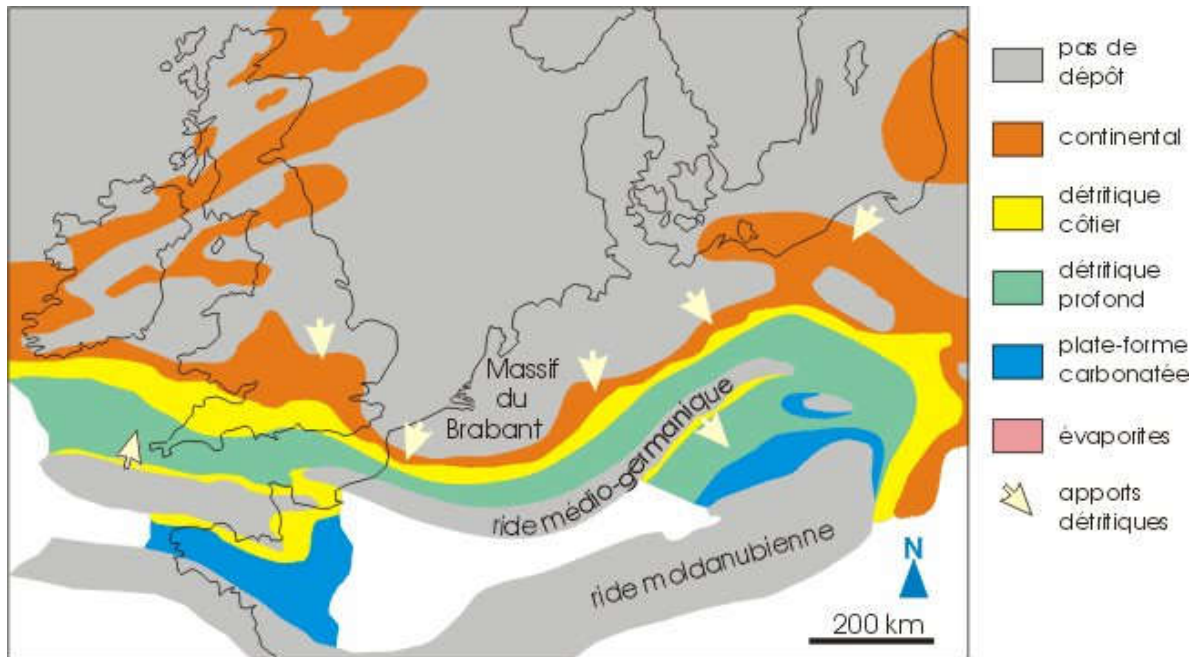 Massif
du
Brabant
ride médio-germanique
ride moldanubienne
N
200 km
pas de
dépôt
continental
détritique
côtier
détritique
profond
plate-forme
carbonatée
évaporites
apports
détritiques